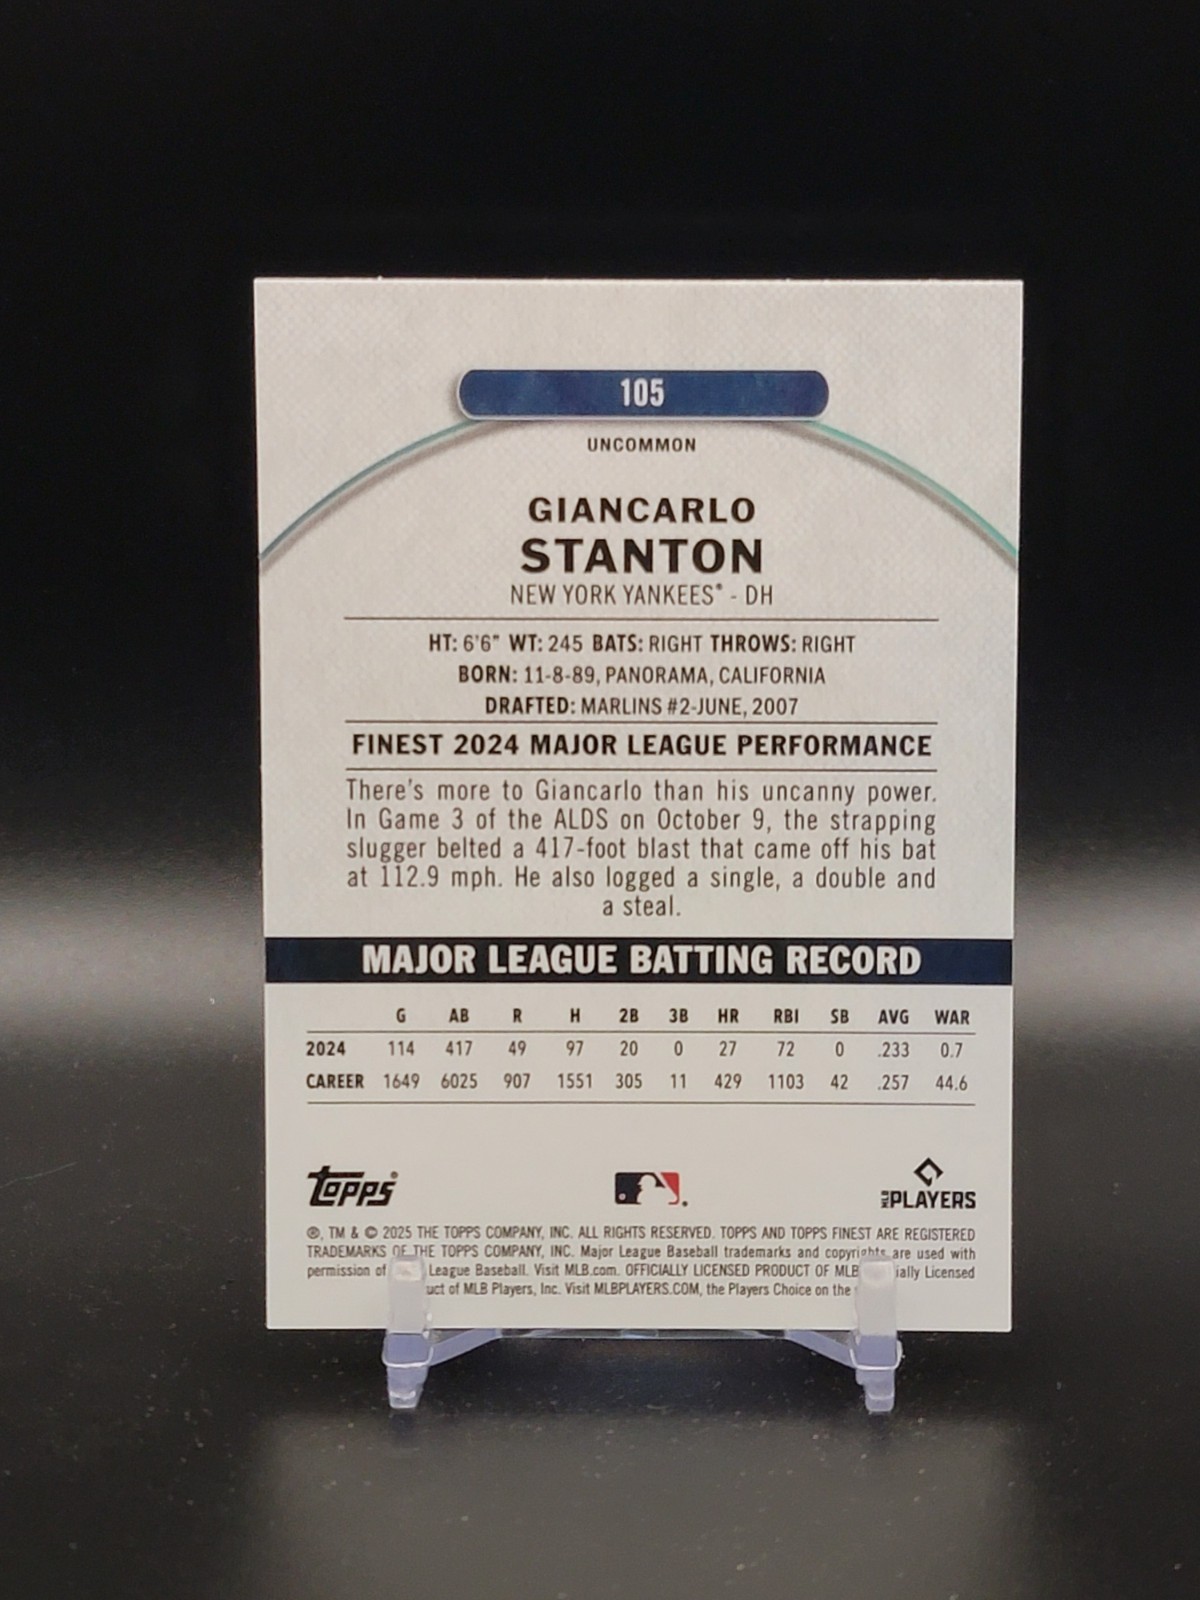 105
UNCOMMON
GIANCARLO
STANTON
NEW YORK YANKEES® - DH
HT: 6'6" WT: 245 BATS: RIGHT THROWS: RIGHT
BORN: 11-8-89, PANORAMA, CALIFORNIA
DRAFTED: MARLINS #2-JUNE, 2007
FINEST 2024 MAJOR LEAGUE PERFORMANCE
There's more to Giancarlo than his uncanny power.
In Game 3 of the ALDS on October 9, the strapping
slugger belted a 417-foot blast that came off his bat
at 112.9 mph. He also logged a single, a double and
a steal.
MAJOR LEAGUE BATTING RECORD
G AB R H 2B 3B HR RBI SB AVG WAR
2024 114 417 49 97 20 0 27 72 0 .233 0.7
CAREER 1649 6025 907 1551 305 11 429 1103 42 .257 44.6
Topps®
MLB PLAYERS
®, TM & © 2025 THE TOPPS COMPANY, INC. ALL RIGHTS RESERVED. TOPPS AND TOPPS FINEST ARE REGISTERED
TRADEMARKS OF THE TOPPS COMPANY, INC. Major League Baseball trademarks and copyrights are used with
permission of League Baseball. Visit MLB.com. OFFICIALLY LICENSED PRODUCT OF MLB ially Licensed
uct of MLB Players, Inc. Visit MLBPLAYERS.COM, the Players Choice on the